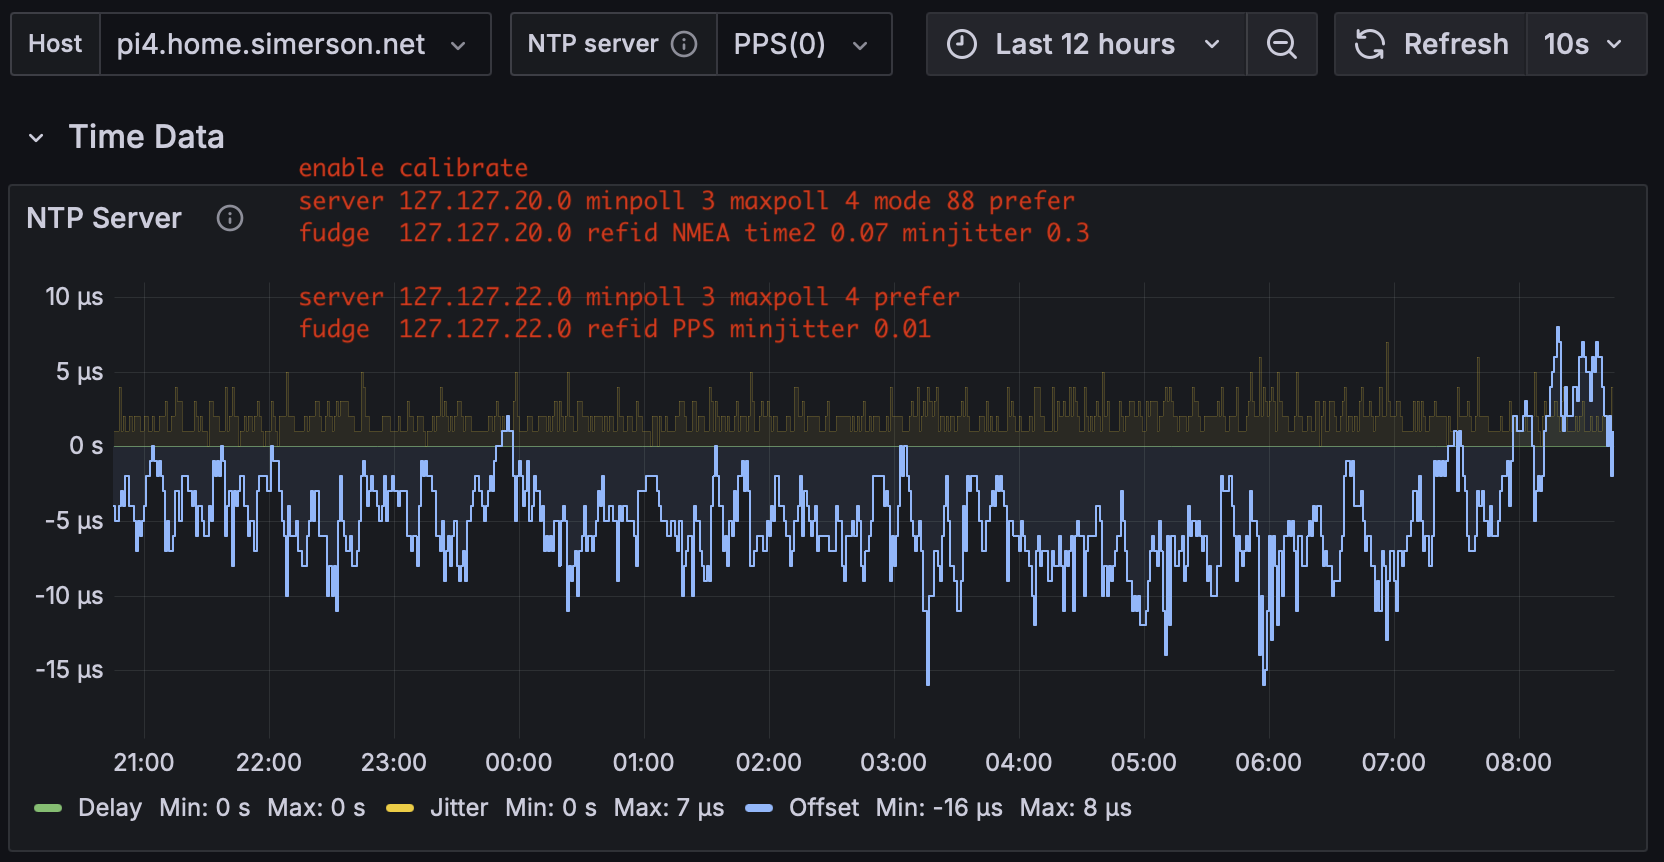 Host pi4.home.simerson.net NTP server PPS(0) Last 12 hours Refresh 10s
Time Data
enable calibrate
server 127.127.20.0 minpoll 3 maxpoll 4 mode 88 prefer
NTP Server
fudge  127.127.20.0 refid NMEA time2 0.07 minjitter 0.3
server 127.127.22.0 minpoll 3 maxpoll 4 prefer
fudge  127.127.22.0 refid PPS minjitter 0.01
10 µs
5 µs
0 s
-5 µs
-10 µs
-15 µs
21:00 22:00 23:00 00:00 01:00 02:00 03:00 04:00 05:00 06:00 07:00 08:00
Delay Min: 0 s Max: 0 s Jitter Min: 0 s Max: 7 µs Offset Min: -16 µs Max: 8 µs